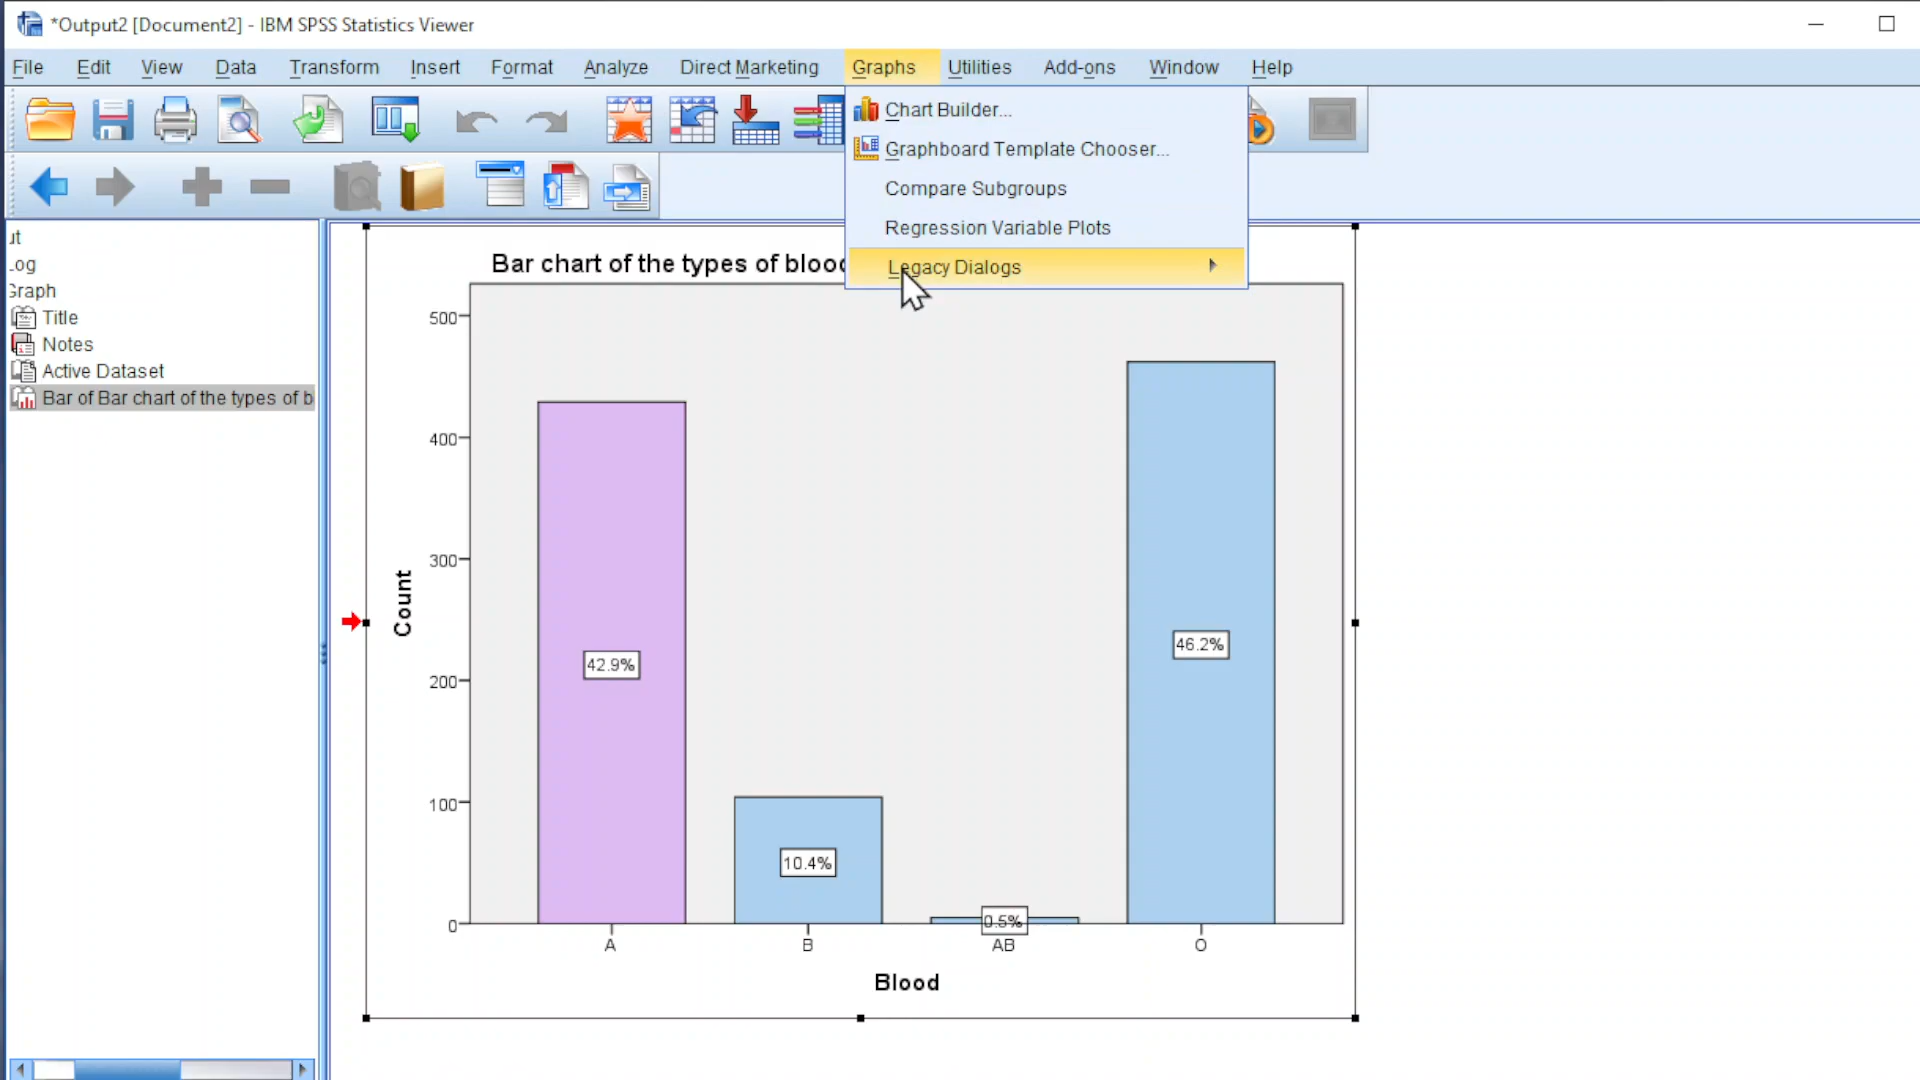 *Output2 [Document2] - IBM SPSS Statistics Viewer
File Edit View Data Transform Insert Format Analyze Direct Marketing Graphs Utilities Add-ons Window Help
Chart Builder...
Graphboard Template Chooser...
Compare Subgroups
Regression Variable Plots
Legacy Dialogs
ut
Log
Graph
Title
Notes
Active Dataset
Bar of Bar chart of the types of b
Bar chart of the types of blood
500
400
300
200
100
0
Count
42.9%
10.4%
0.5%
46.2%
A B AB O
Blood